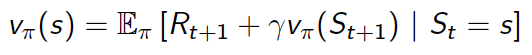 v_π(s) = 𝔼_π [R_{t+1} + γv_π(S_{t+1}) | S_t = s]